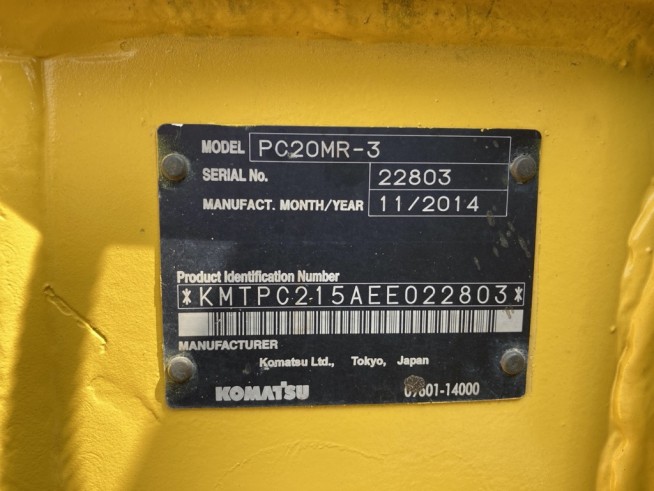 MODEL PC20MR-3
SERIAL No. 22803
MANUFACT. MONTH/YEAR 11/2014
Product Identification Number
*KMTPC215AEE022803*
MANUFACTURER
Komatsu Ltd., Tokyo, Japan
KOMATSU 09601-14000